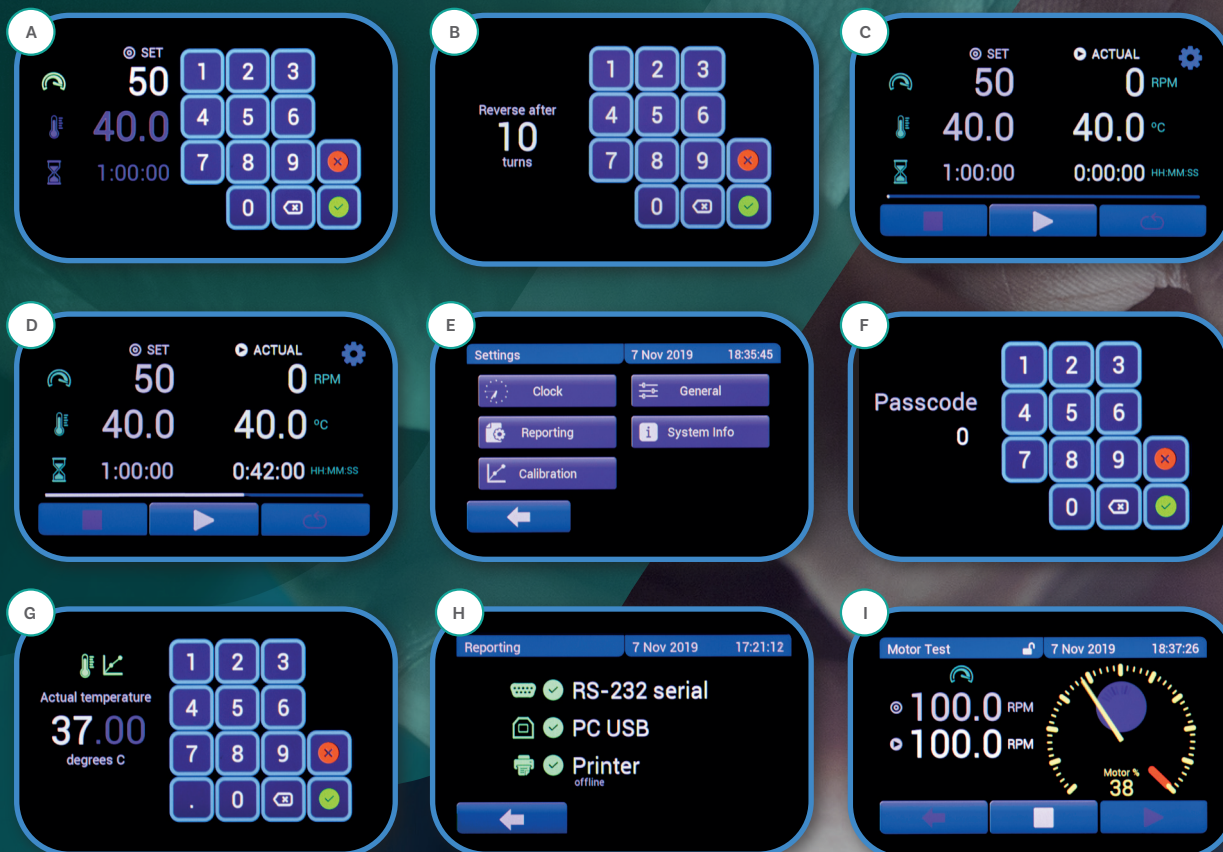 A
SET
50
40.0
1:00:00
1 2 3
4 5 6
7 8 9
0
B
Reverse after
10
turns
1 2 3
4 5 6
7 8 9
0
C
SET ACTUAL
50 0 RPM
40.0 40.0 °C
1:00:00 0:00:00 HH:MM:SS
D
SET ACTUAL
50 0 RPM
40.0 40.0 °C
1:00:00 0:42:00 HH:MM:SS
E
Settings 7 Nov 2019 18:35:45
Clock General
Reporting System Info
Calibration
F
Passcode
0
1 2 3
4 5 6
7 8 9
0
G
Actual temperature
37.00
degrees C
1 2 3
4 5 6
7 8 9
. 0
H
Reporting 7 Nov 2019 17:21:12
RS-232 serial
PC USB
Printer
offline
I
Motor Test 7 Nov 2019 18:37:26
100.0 RPM
100.0 RPM
Motor %
38